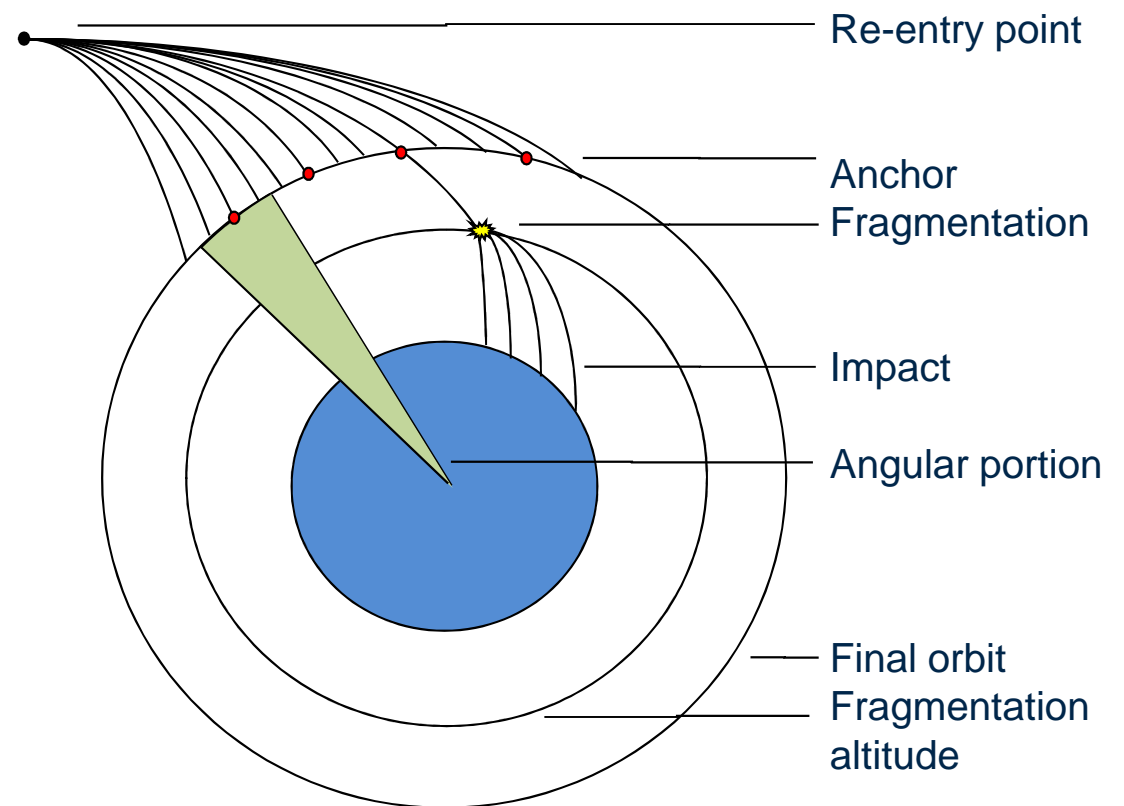 Re-entry point
Anchor
Fragmentation
Impact
Angular portion
Final orbit
Fragmentation
altitude